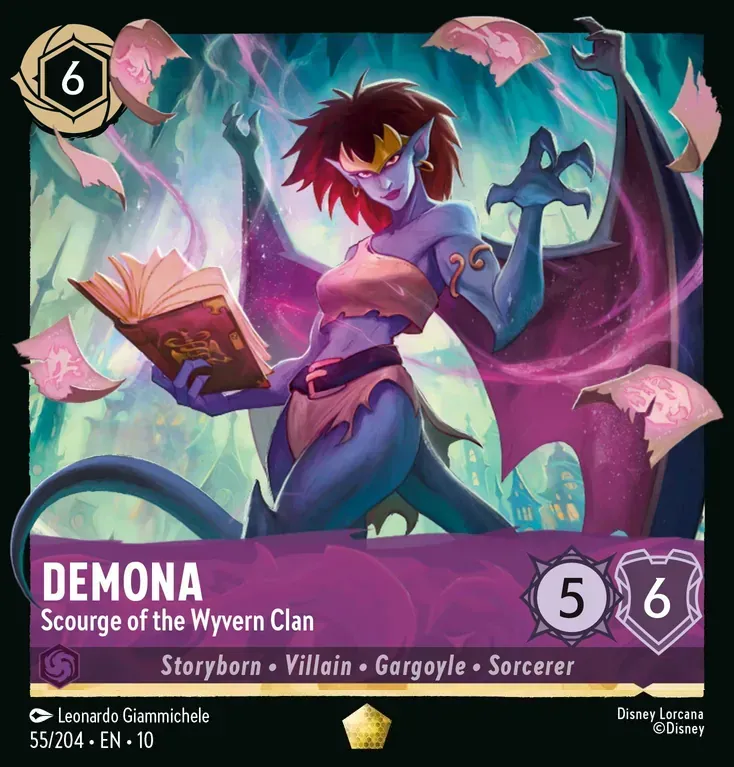 6
DEMONA
Scourge of the Wyvern Clan
5
6
Storyborn • Villain • Gargoyle • Sorcerer
Leonardo Giammichele
55/204 • EN • 10
Disney Lorcana
©Disney